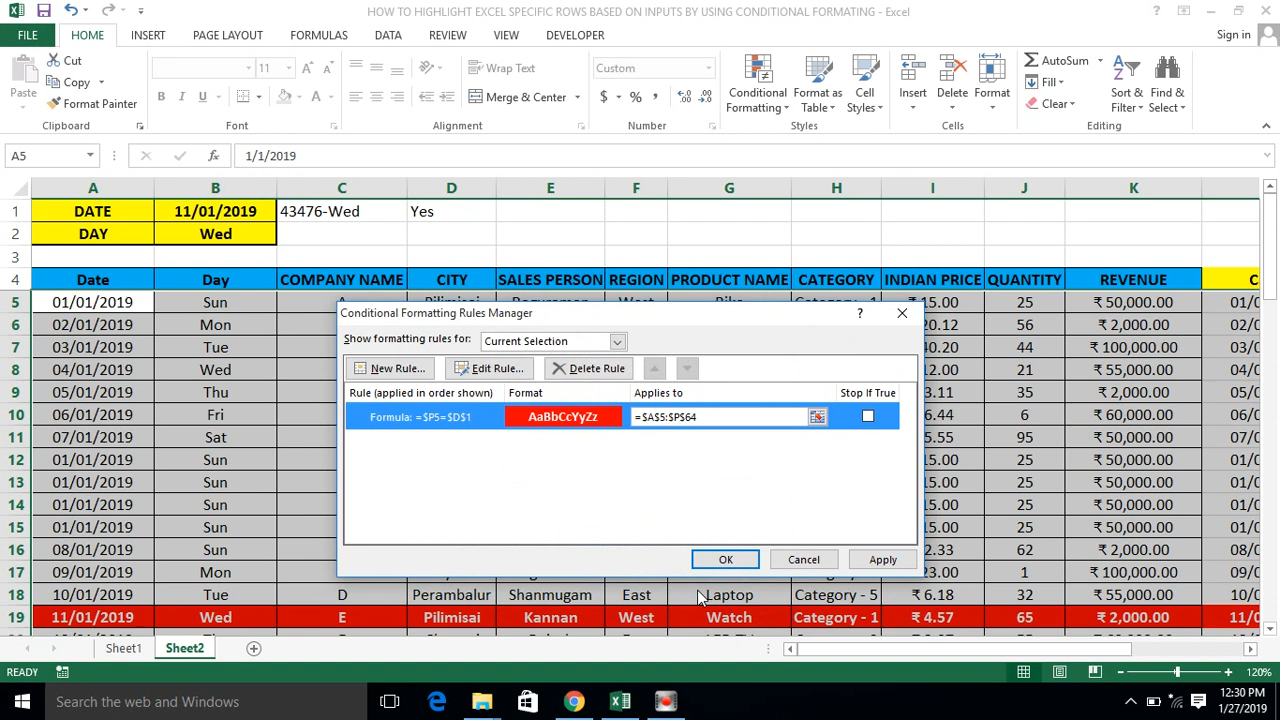 HOW TO HIGHLIGHT EXCEL SPECIFIC ROWS BASED ON INPUTS BY USING CONDITIONAL FORMATING - Excel
FILE HOME INSERT PAGE LAYOUT FORMULAS DATA REVIEW VIEW DEVELOPER Sign in
Cut
Copy
Format Painter
Paste
Clipboard
11
B I U
Font
Wrap Text
Merge & Center
Alignment
Custom
$ % ,
Number
Conditional Formatting
Format as Table
Cell Styles
Styles
Insert Delete Format
Cells
AutoSum
Fill
Clear
Sort & Filter
Find & Select
Editing
A5 fx 1/1/2019
A B C D E F G H I J K
1 DATE 11/01/2019 43476-Wed Yes
2 DAY Wed
3
4 Date Day COMPANY NAME CITY SALES PERSON REGION PRODUCT NAME CATEGORY INDIAN PRICE QUANTITY REVENUE C
5 01/01/2019 Sun ₹ 15.00 25 ₹ 50,000.00 01/0
6 02/01/2019 Mon 20.12 56 ₹ 2,000.00 02/0
7 03/01/2019 Tue 40.20 44 ₹ 100,000.00 03/0
8 04/01/2019 Wed 55.00 21 ₹ 55,000.00 04/0
9 05/01/2019 Thu 3.11 35 ₹ 2,000.00 05/0
10 06/01/2019 Fri 6.44 6 ₹ 60,000.00 06/0
11 07/01/2019 Sat 5.55 95 ₹ 60,000.00 07/0
12 01/01/2019 Sun 15.00 25 ₹ 50,000.00 01/0
13 01/01/2019 Sun 15.00 25 ₹ 50,000.00 01/0
14 01/01/2019 Sun 15.00 25 ₹ 50,000.00 01/0
15 01/01/2019 Sun 15.00 25 ₹ 50,000.00 01/0
16 08/01/2019 Sun 2.33 62 ₹ 2,000.00 08/0
17 09/01/2019 Mon 23.00 1 ₹ 100,000.00 09/0
18 10/01/2019 Tue D Perambalur Shanmugam East Laptop Category - 5 ₹ 6.18 32 ₹ 55,000.00 10/0
19 11/01/2019 Wed E Pilimisai Kannan West Watch Category - 1 ₹ 4.57 65 ₹ 2,000.00 11/0
Conditional Formatting Rules Manager
Show formatting rules for: Current Selection
New Rule... Edit Rule... Delete Rule
Rule (applied in order shown) Format Applies to Stop If True
Formula: =$P5=$D$1 AaBbCcYyZz =$A$5:$P$64
OK Cancel Apply
Sheet1 Sheet2
READY 120%
Search the web and Windows
12:30 PM
1/27/2019